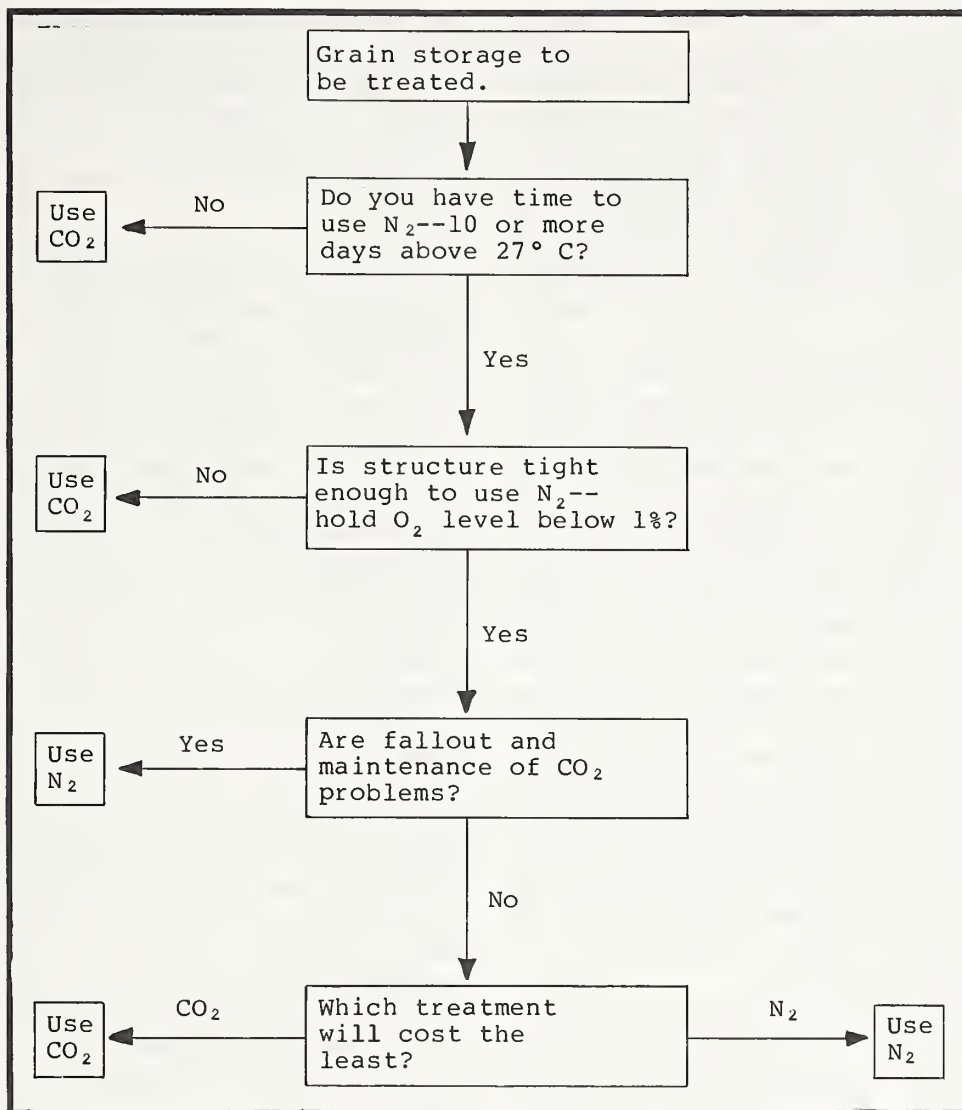 Grain storage to
be treated.
Do you have time to
use N₂--10 or more
days above 27° C?
No
Use
CO₂
Yes
Is structure tight
enough to use N₂--
hold O₂ level below 1%?
No
Use
CO₂
Yes
Are fallout and
maintenance of CO₂
problems?
Yes
Use
N₂
No
Which treatment
will cost the
least?
CO₂
Use
CO₂
N₂
Use
N₂